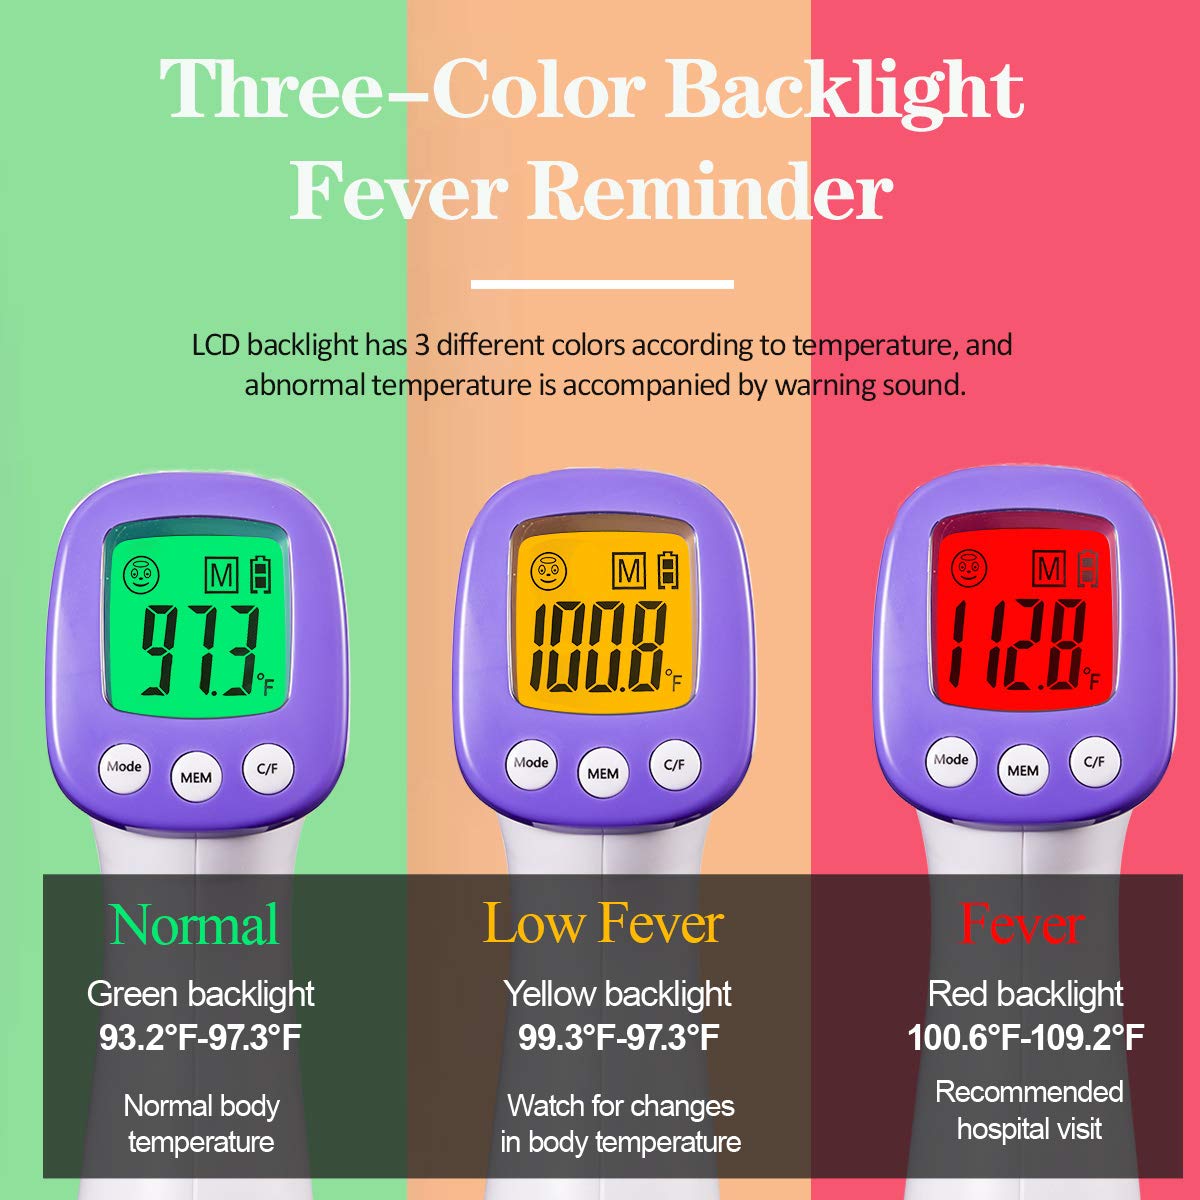 Three-Color Backlight
Fever Reminder
LCD backlight has 3 different colors according to temperature, and
abnormal temperature is accompanied by warning sound.
M
97.3 °F
Mode MEM C/F
M
100.8 °F
Mode MEM C/F
M
112.8 °F
Mode MEM C/F
Normal
Green backlight
93.2°F-97.3°F
Normal body
temperature
Low Fever
Yellow backlight
99.3°F-97.3°F
Watch for changes
in body temperature
Fever
Red backlight
100.6°F-109.2°F
Recommended
hospital visit